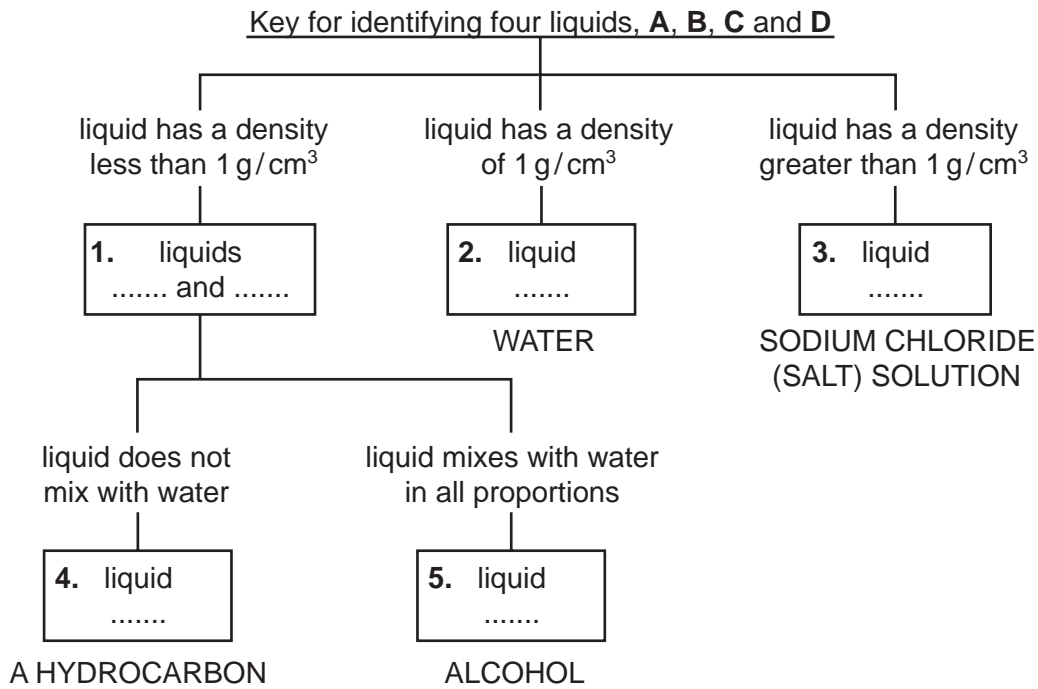 Key for identifying four liquids, A, B, C and D
liquid has a density
less than 1 g / cm³
liquid has a density
of 1 g / cm³
liquid has a density
greater than 1 g / cm³
1. liquids
....... and .......
2. liquid
.......
WATER
3. liquid
.......
SODIUM CHLORIDE
(SALT) SOLUTION
liquid does not
mix with water
liquid mixes with water
in all proportions
4. liquid
.......
A HYDROCARBON
5. liquid
.......
ALCOHOL